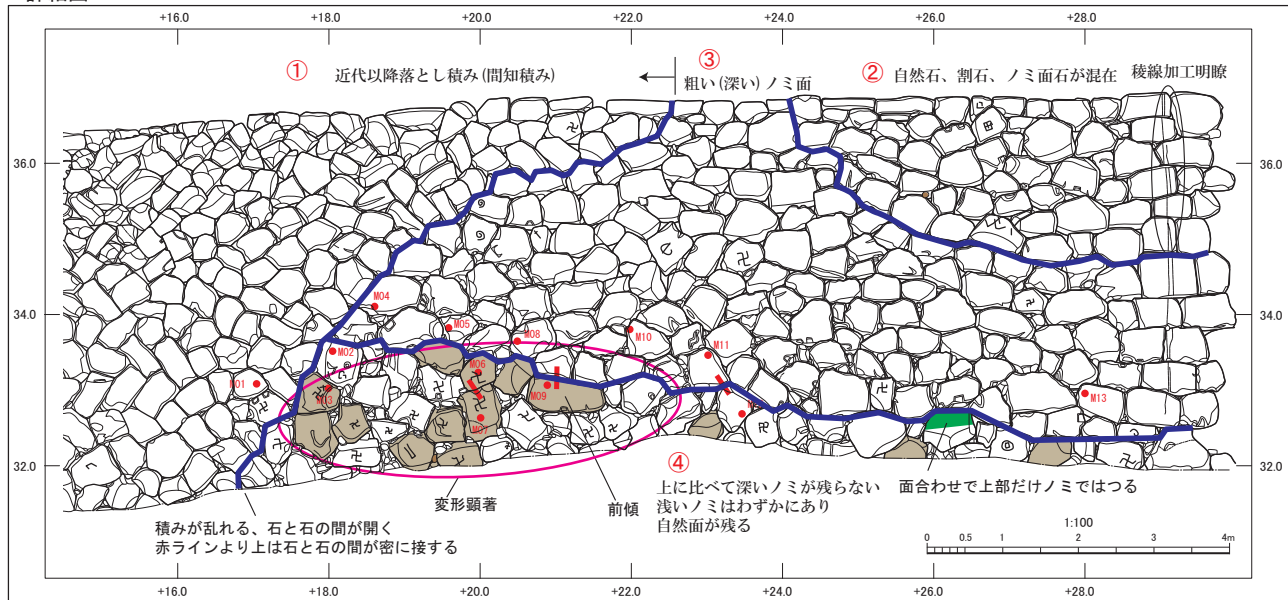 +16.0 +18.0 +20.0 +22.0 +24.0 +26.0 +28.0
① 近代以降落とし積み(間知積み)
③ 粗い(深い)ノミ面
② 自然石、割石、ノミ面石が混在 稜線加工明瞭
36.0 36.0
34.0 34.0
32.0 32.0
M04
M05
M08
M10
M02
M11
M01
M03
M06
M09
M13
M07
変形顕著
前傾
④ 上に比べて深いノミが残らない
浅いノミはわずかにあり
自然面が残る
面合わせで上部だけノミではつる
積みが乱れる、石と石の間が開く
赤ラインより上は石と石の間が密に接する
1:100
0 0.5 1 2 3 4m
+16.0 +18.0 +20.0 +22.0 +24.0 +26.0 +28.0